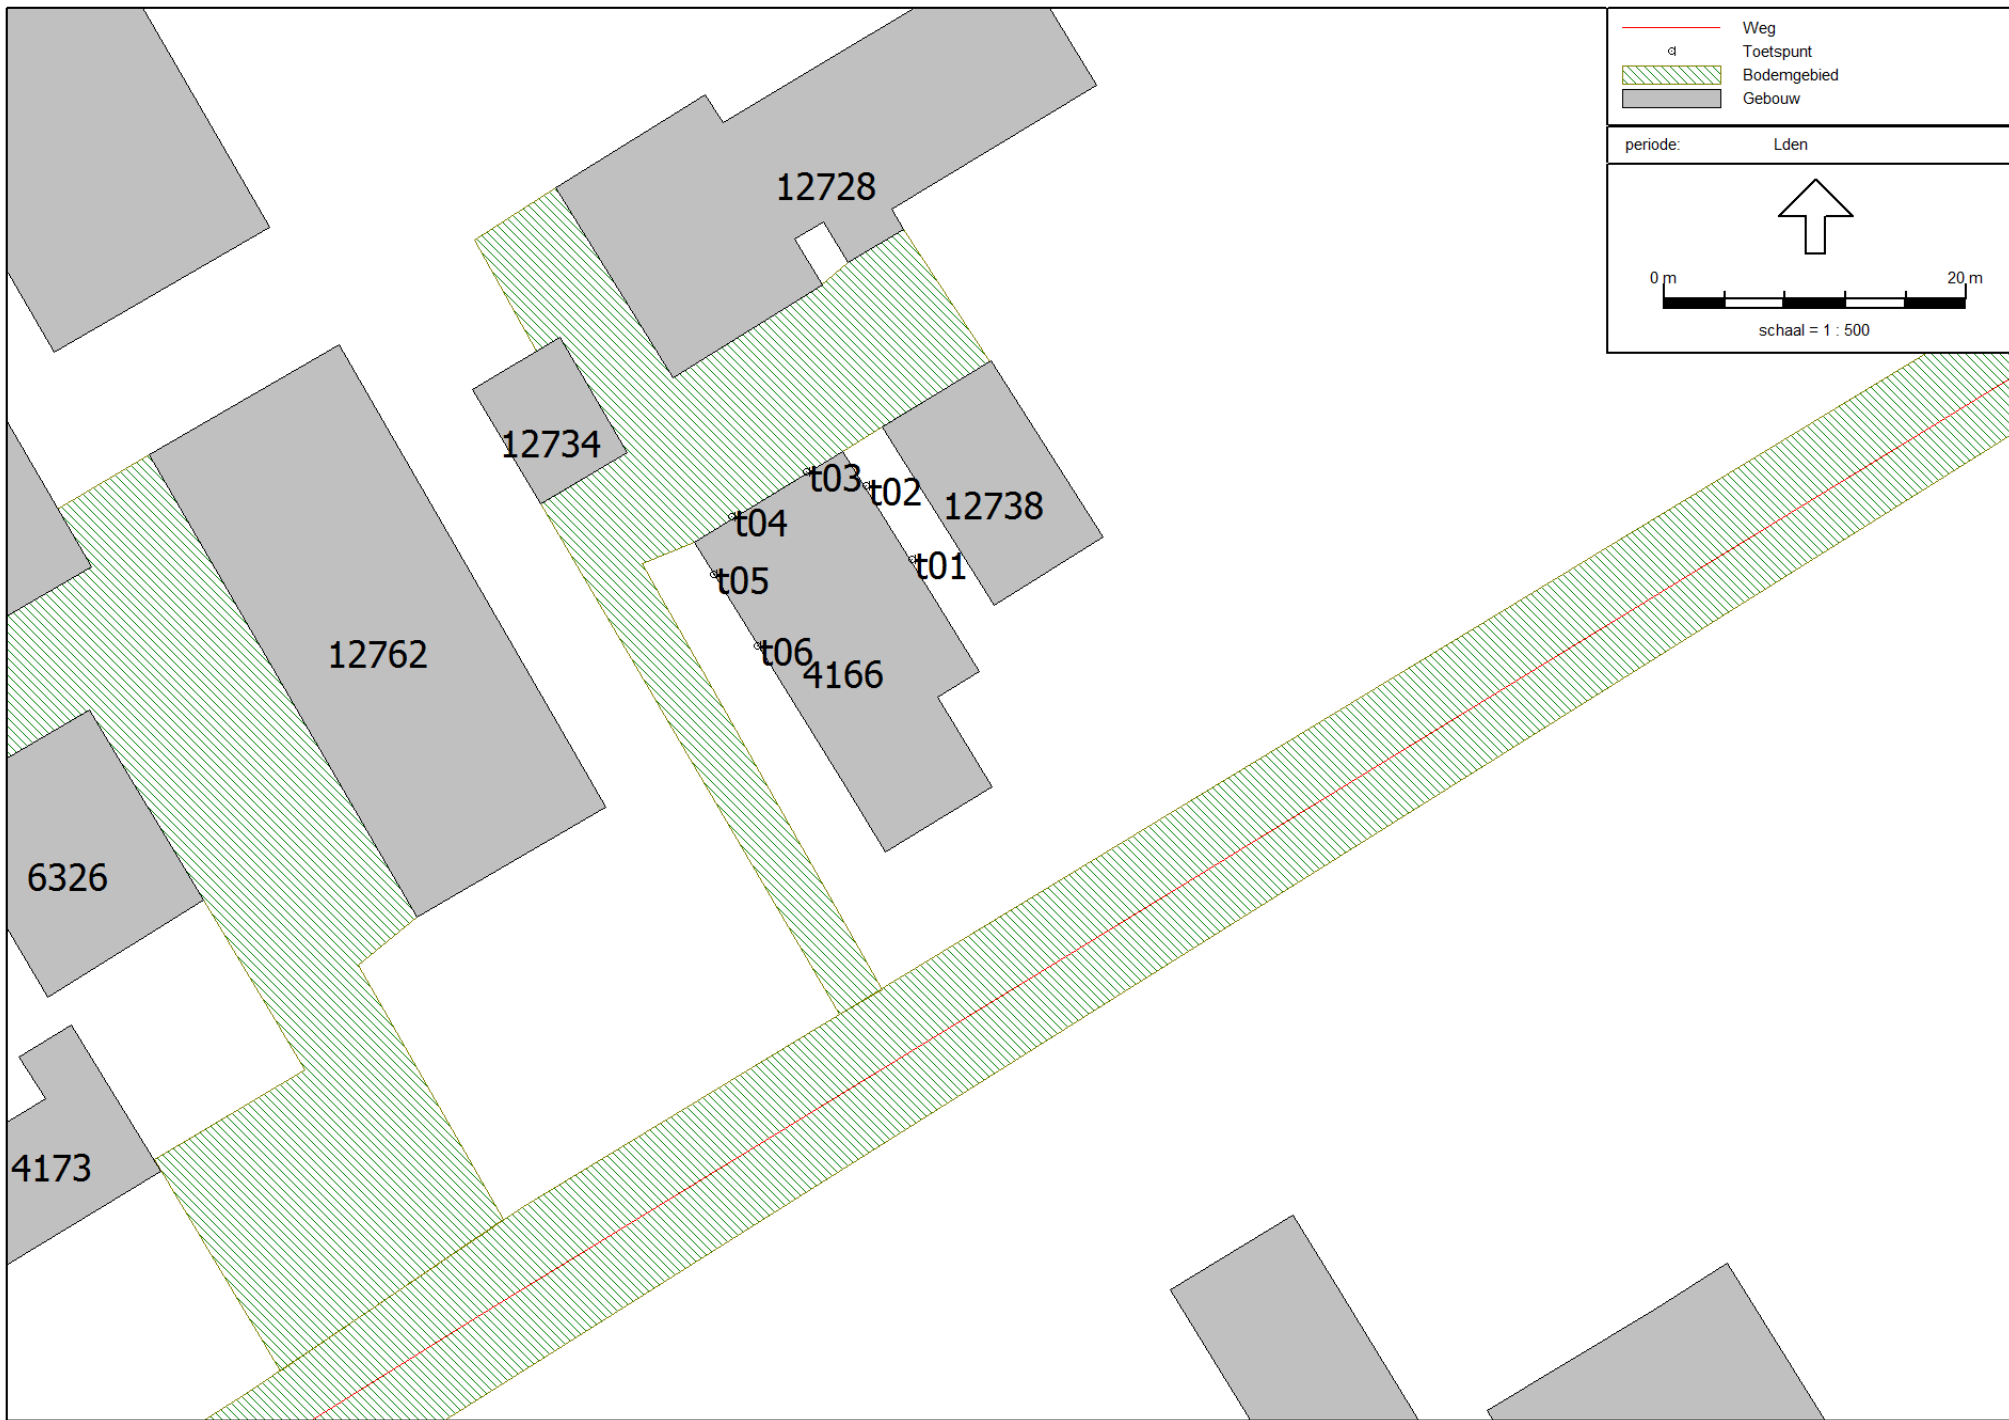 Weg
Toetspunt
Bodemgebied
Gebouw
periode: Lden
0 m 20 m
schaal = 1 : 500
12728
12734
t03
t02
12738
t04
t01
t05
12762
t06
4166
6326
4173